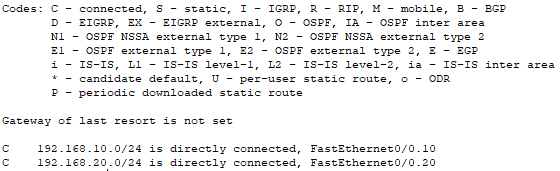 Codes: C - connected, S - static, I - IGRP, R - RIP, M - mobile, B - BGP
D - EIGRP, EX - EIGRP external, O - OSPF, IA - OSPF inter area
N1 - OSPF NSSA external type 1, N2 - OSPF NSSA external type 2
E1 - OSPF external type 1, E2 - OSPF external type 2, E - EGP
i - IS-IS, L1 - IS-IS level-1, L2 - IS-IS level-2, ia - IS-IS inter area
* - candidate default, U - per-user static route, o - ODR
P - periodic downloaded static route
Gateway of last resort is not set
C 192.168.10.0/24 is directly connected, FastEthernet0/0.10
C 192.168.20.0/24 is directly connected, FastEthernet0/0.20